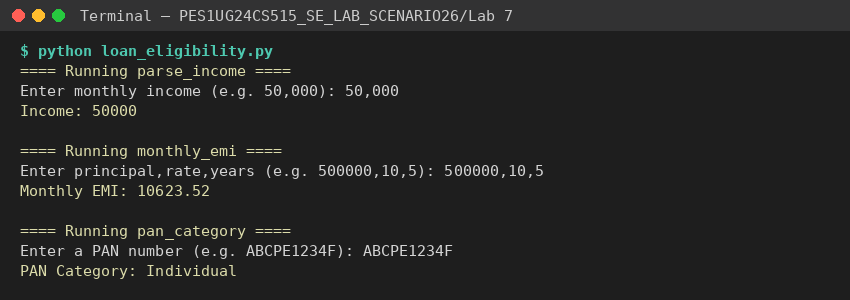 Terminal — PES1UG24CS515_SE_LAB_SCENARIO26/Lab 7
$ python loan_eligibility.py
==== Running parse_income ====
Enter monthly income (e.g. 50,000): 50,000
Income: 50000
==== Running monthly_emi ====
Enter principal,rate,years (e.g. 500000,10,5): 500000,10,5
Monthly EMI: 10623.52
==== Running pan_category ====
Enter a PAN number (e.g. ABCPE1234F): ABCPE1234F
PAN Category: Individual